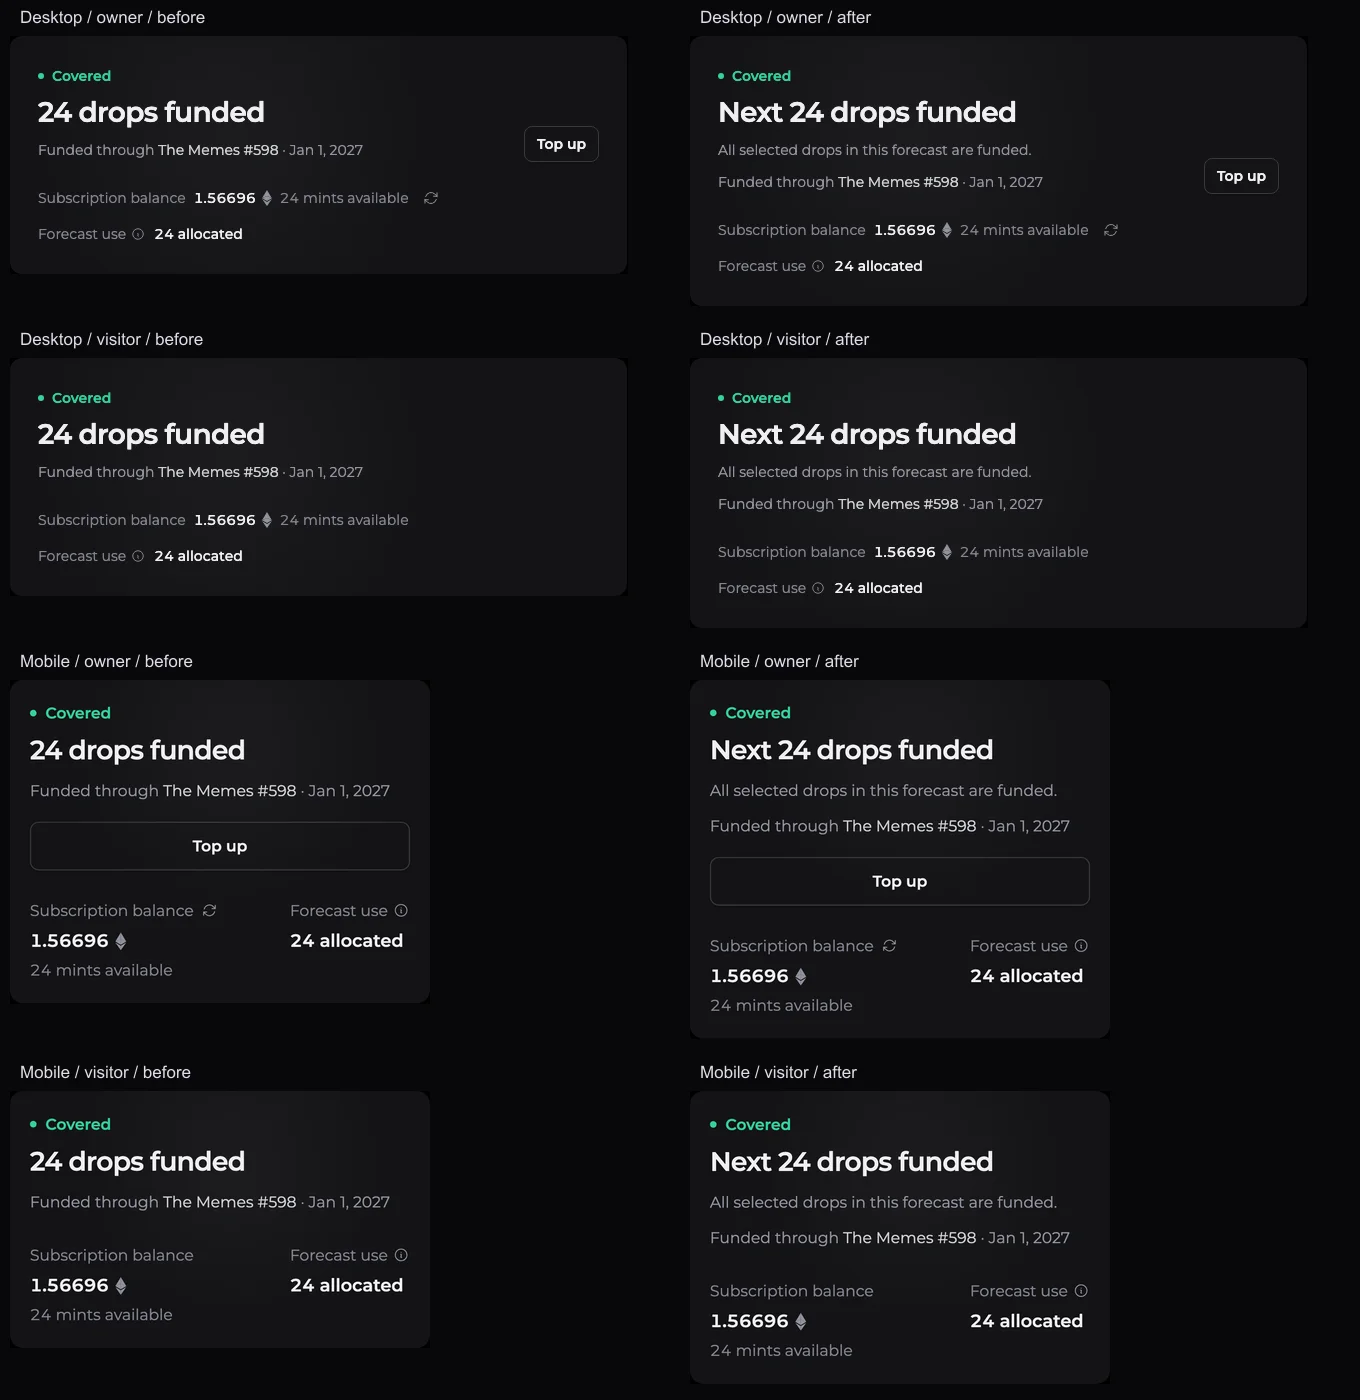 Desktop / owner / before
Covered
24 drops funded
Funded through The Memes #598 · Jan 1, 2027
Top up
Subscription balance 1.56696 24 mints available
Forecast use 24 allocated
Desktop / owner / after
Covered
Next 24 drops funded
All selected drops in this forecast are funded.
Funded through The Memes #598 · Jan 1, 2027
Top up
Subscription balance 1.56696 24 mints available
Forecast use 24 allocated
Desktop / visitor / before
Covered
24 drops funded
Funded through The Memes #598 · Jan 1, 2027
Subscription balance 1.56696 24 mints available
Forecast use 24 allocated
Desktop / visitor / after
Covered
Next 24 drops funded
All selected drops in this forecast are funded.
Funded through The Memes #598 · Jan 1, 2027
Subscription balance 1.56696 24 mints available
Forecast use 24 allocated
Mobile / owner / before
Covered
24 drops funded
Funded through The Memes #598 · Jan 1, 2027
Top up
Subscription balance
1.56696
24 mints available
Forecast use
24 allocated
Mobile / owner / after
Covered
Next 24 drops funded
All selected drops in this forecast are funded.
Funded through The Memes #598 · Jan 1, 2027
Top up
Subscription balance
1.56696
24 mints available
Forecast use
24 allocated
Mobile / visitor / before
Covered
24 drops funded
Funded through The Memes #598 · Jan 1, 2027
Subscription balance
1.56696
24 mints available
Forecast use
24 allocated
Mobile / visitor / after
Covered
Next 24 drops funded
All selected drops in this forecast are funded.
Funded through The Memes #598 · Jan 1, 2027
Subscription balance
1.56696
24 mints available
Forecast use
24 allocated